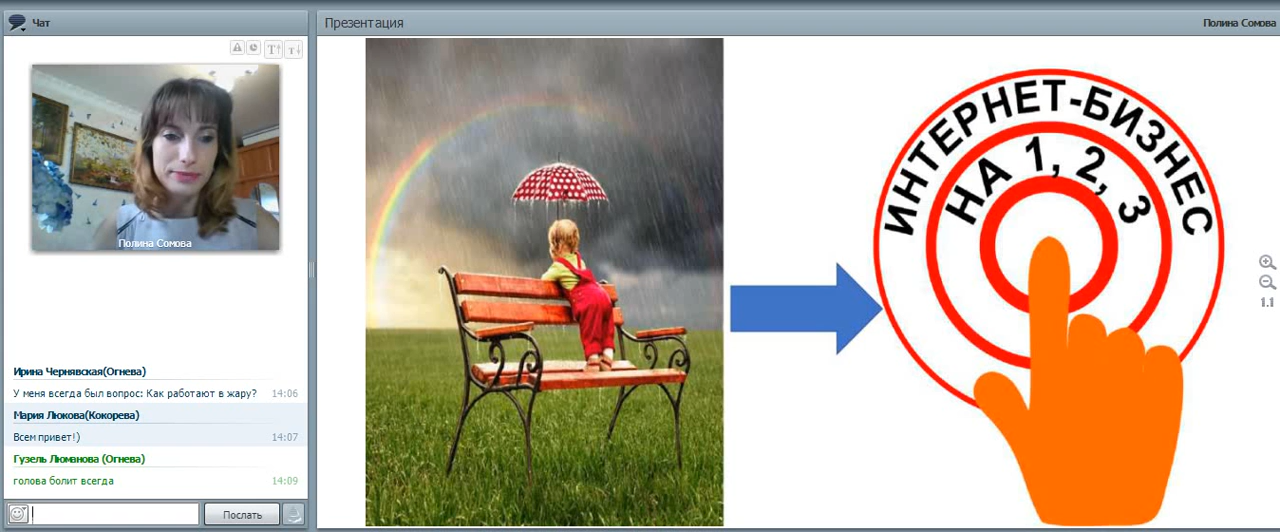 Чат
Презентация
Полина Сомова
T
T
Полина Сомова
Ирина Чернявская(Огнева)
У меня всегда был вопрос: Как работают в жару? 14:06
Мария Люкова(Кокорева)
Всем привет!) 14:07
Гузель Люманова (Огнева)
голова болит всегда 14:09
Послать
ИНТЕРНЕТ-БИЗНЕС
НА 1, 2, 3
1.1